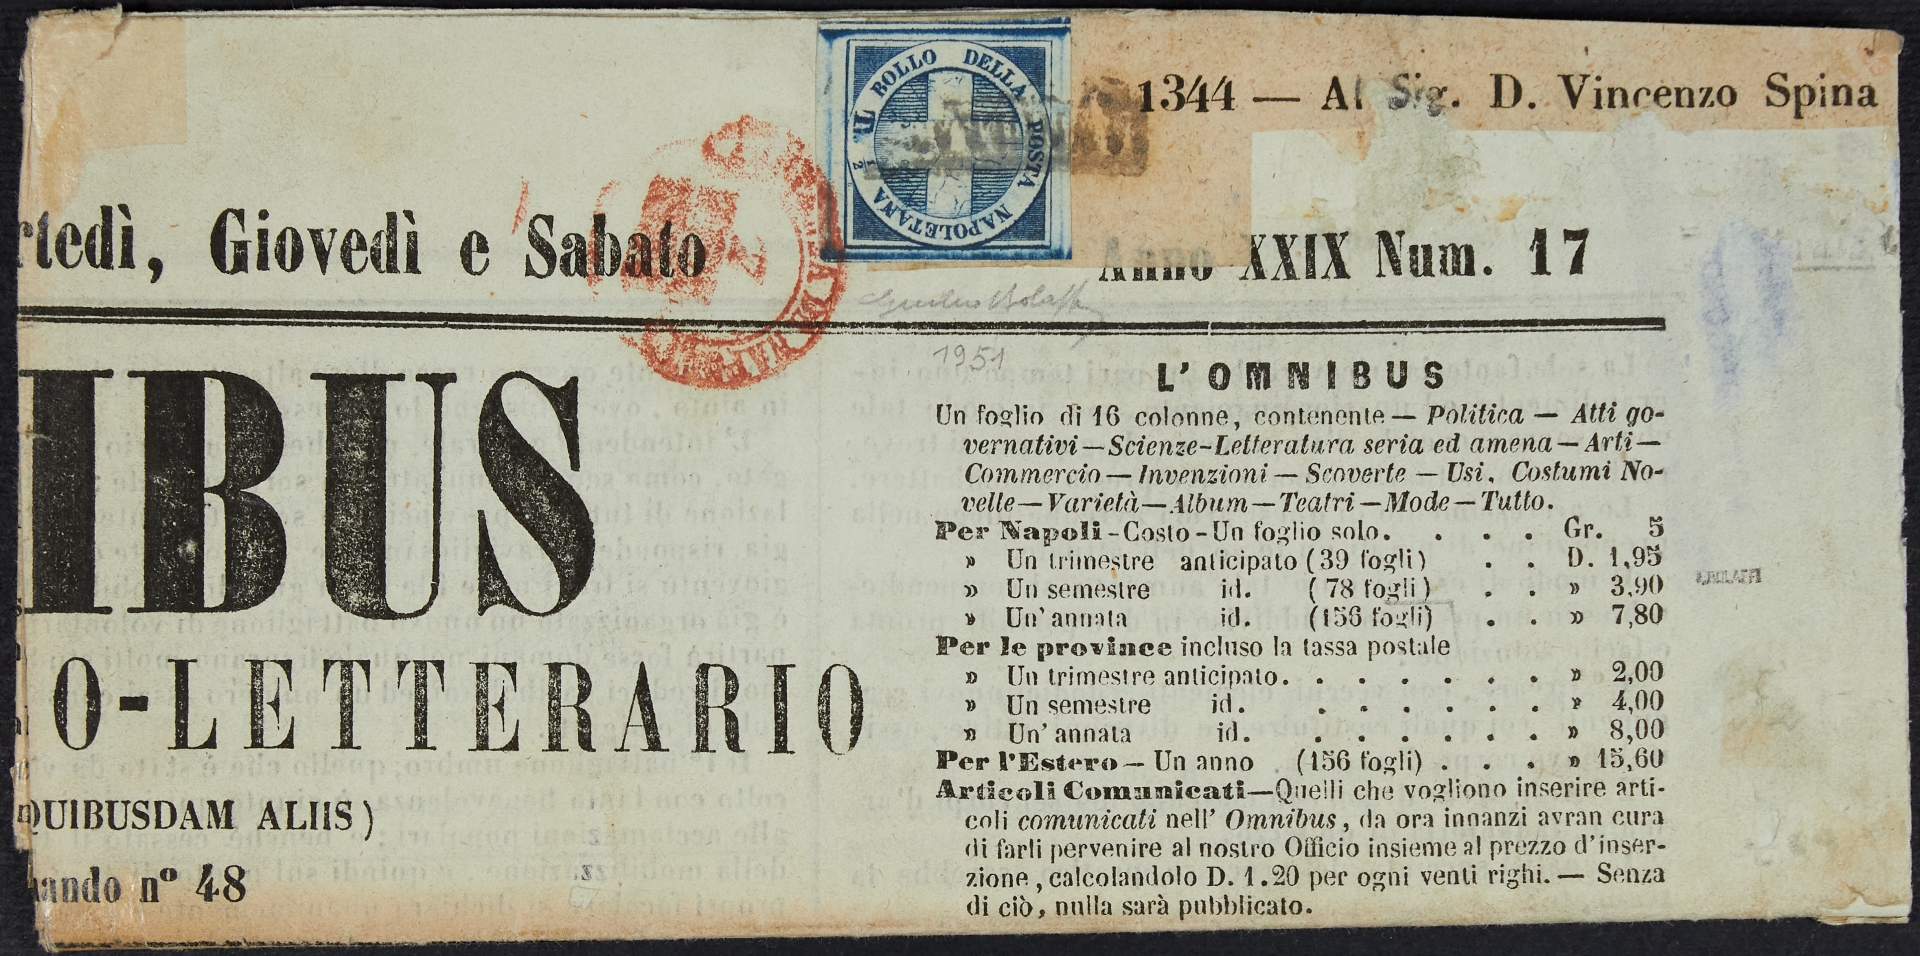 AL BOLLO DELLA POSTA NAPOLETANA
½
ANNULLATO
1344 — Al Sig. D. Vincenzo Spina
rtedì, Giovedì e Sabato
Anno XXIX Num. 17
1951
IBUS
O-LETTERARIO
QUIBUSDAM ALIIS)
mando nº 48
L'OMNIBUS
Un foglio di 16 colonne, contenente — Politica — Atti go-
vernativi — Scienze-Letteratura seria ed amena — Arti —
Commercio — Invenzioni — Scoverte — Usi, Costumi No-
velle — Varietà — Album — Teatri — Mode — Tutto.
Per Napoli - Costo - Un foglio solo. . . . Gr. 5
» Un trimestre anticipato (39 fogli) . . D. 1,95
» Un semestre id. (78 fogli) . . » 3,90
» Un' annata id. (156 fogli) . . » 7,80
Per le province incluso la tassa postale
» Un trimestre anticipato. . . . . . . » 2,00
» Un semestre id. . . . . . . » 4,00
» Un' annata id. . . . . . . » 8,00
Per l'Estero — Un anno (156 fogli) . . . » 15,60
Articoli Comunicati—Quelli che vogliono inserire arti-
coli comunicati nell' Omnibus, da ora innanzi avran cura
di farli pervenire al nostro Officio insieme al prezzo d'inser-
zione, calcolandolo D. 1.20 per ogni venti righi. — Senza
di ciò, nulla sarà pubblicato.
A. BOLAFFI